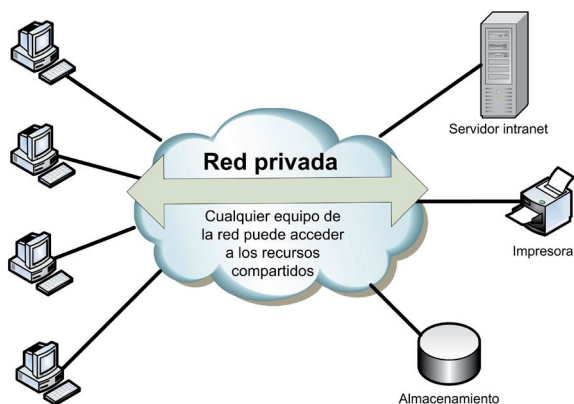 Servidor intranet
Red privada
Cualquier equipo de
la red puede acceder
a los recursos
compartidos
Impresora
Almacenamiento